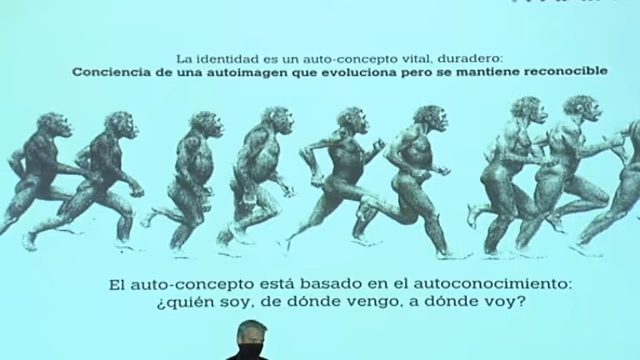 La identidad es un auto-concepto vital, duradero:
Conciencia de una autoimagen que evoluciona pero se mantiene reconocible
El auto-concepto está basado en el autoconocimiento:
¿quién soy, de dónde vengo, a dónde voy?